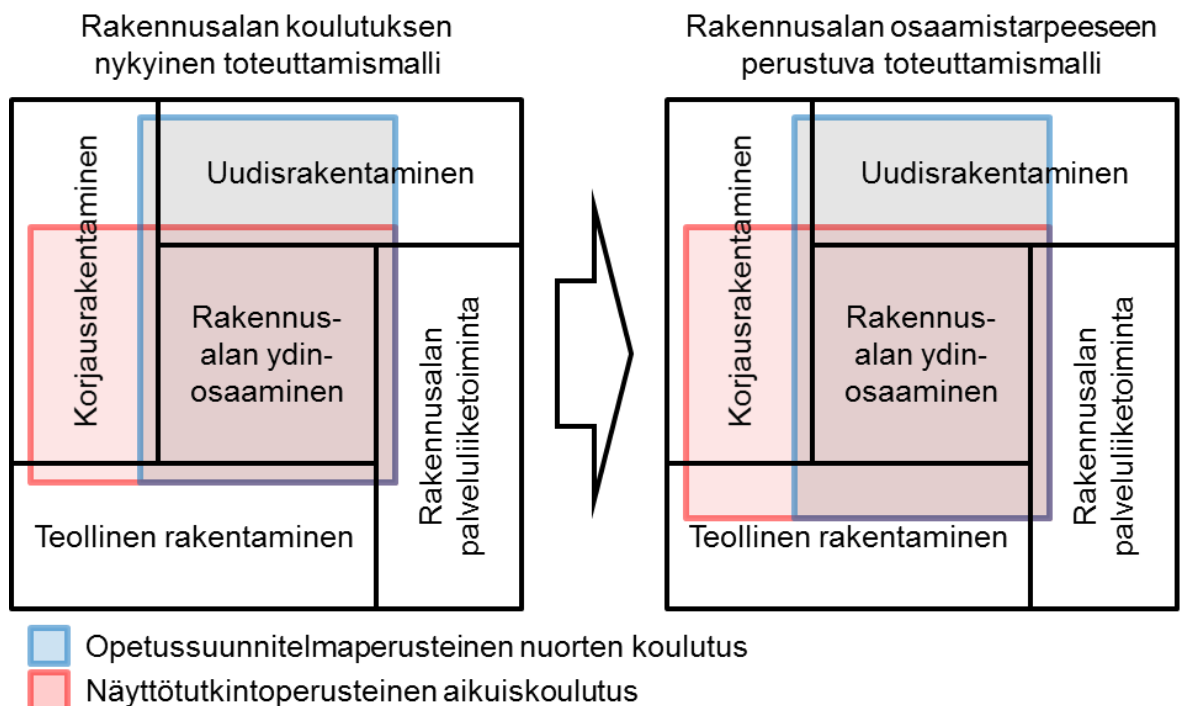 Rakennusalan koulutuksen
nykyinen toteuttamismalli
Korjausrakentaminen
Uudisrakentaminen
Rakennus-
alan ydin-
osaaminen
Rakennusalan
palveluliiketoiminta
Teollinen rakentaminen
Rakennusalan osaamistarpeeseen
perustuva toteuttamismalli
Korjausrakentaminen
Uudisrakentaminen
Rakennus-
alan ydin-
osaaminen
Rakennusalan
palveluliiketoiminta
Teollinen rakentaminen
Opetussuunnitelmaperusteinen nuorten koulutus
Näyttötutkintoperusteinen aikuiskoulutus